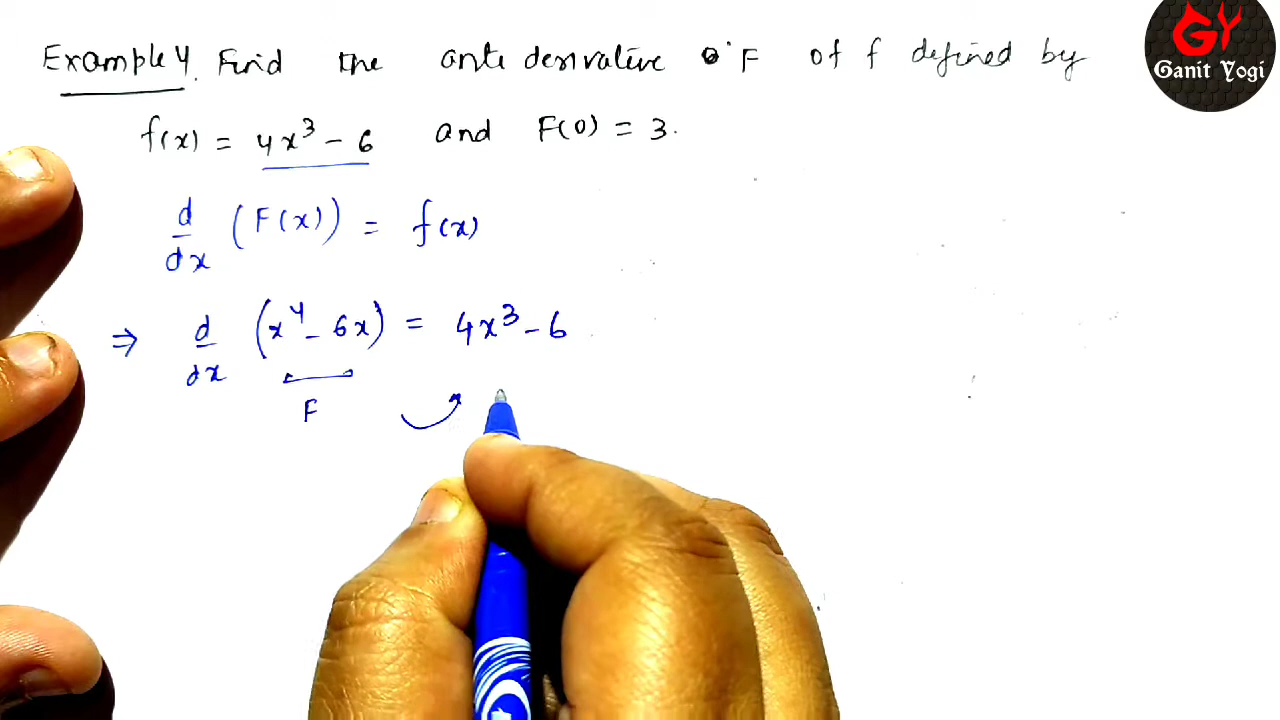 Example 4. Find the anti derivative F of f defined by
f(x) = 4x³ - 6 and F(0) = 3.
d/dx (F(x)) = f(x)
⇒ d/dx (x⁴ - 6x) = 4x³ - 6
F
GY
Ganit Yogi